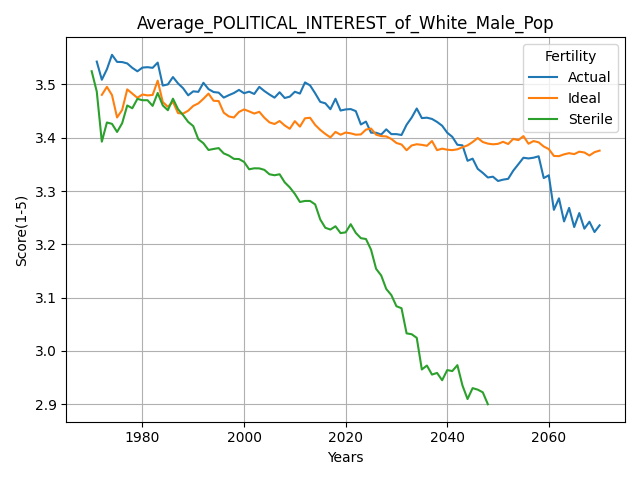 Average_POLITICAL_INTEREST_of_White_Male_Pop
Fertility
Actual
Ideal
Sterile
Score(1-5)
3.5
3.4
3.3
3.2
3.1
3.0
2.9
1980 2000 2020 2040 2060
Years